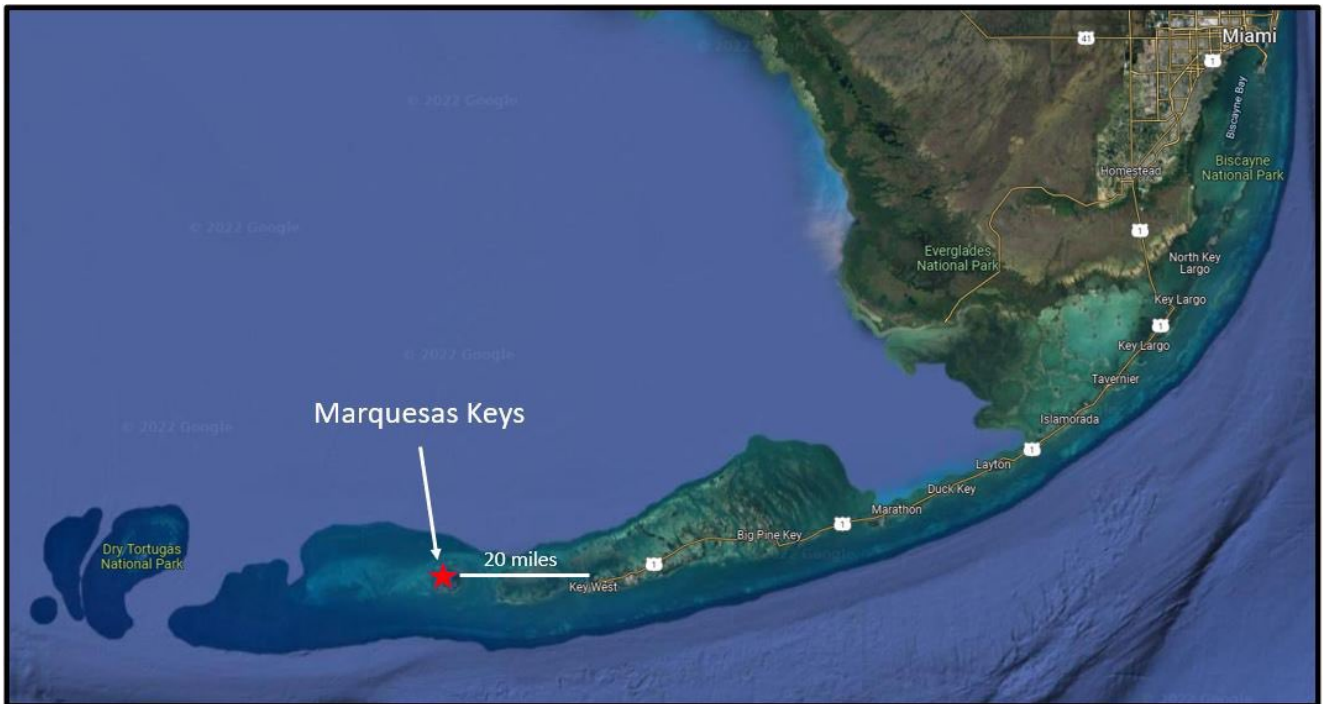 © 2022 Google
Miami
41
1
Biscayne Bay
© 2022 Google
Biscayne
National Park
Homestead
© 2022 Google
1
Everglades
National Park
North Key
Largo
Key Largo
1
Key Largo
© 2022 Google
Tavernier
Marquesas Keys
Islamorada
© 2022 Google
1
Layton
Duck Key
Marathon
1
Big Pine Key
Dry Tortugas
National Park
20 miles
1
Key West